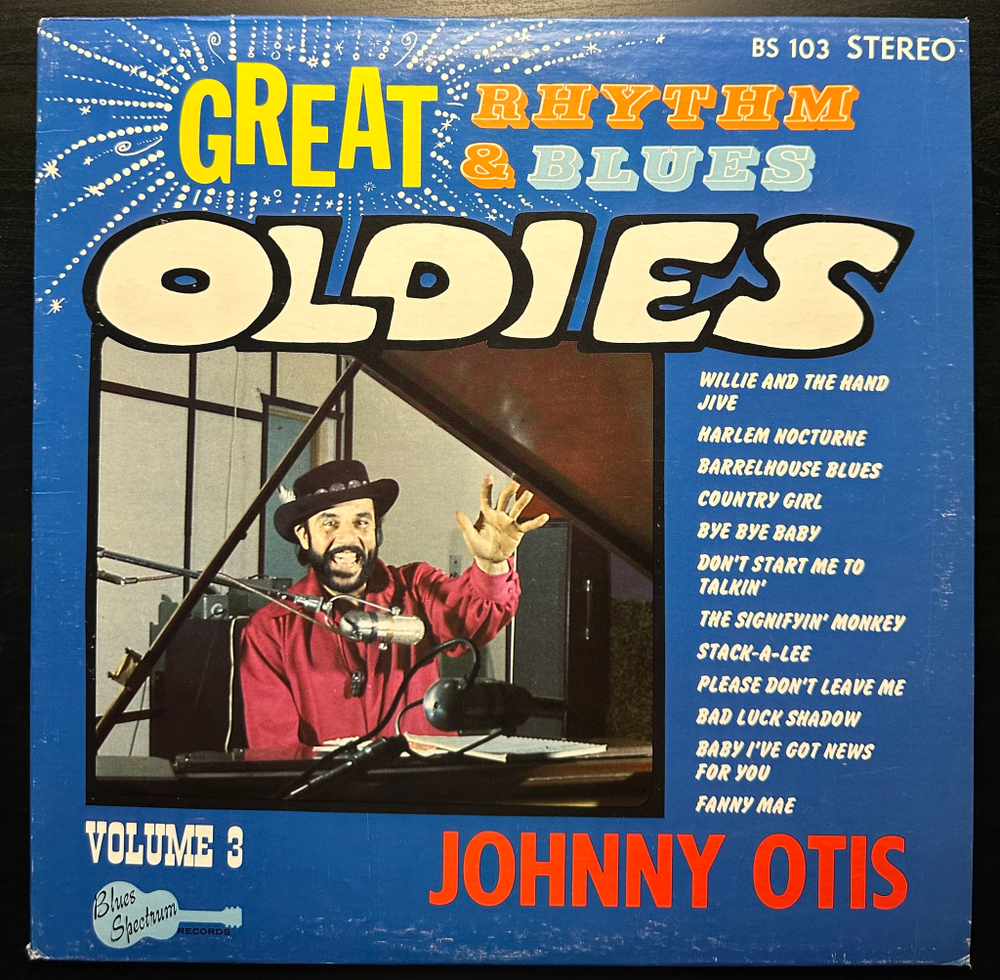 BS 103 STEREO
GREAT RHYTHM
& BLUES
OLDIES
WILLIE AND THE HAND
JIVE
HARLEM NOCTURNE
BARRELHOUSE BLUES
COUNTRY GIRL
BYE BYE BABY
DON'T START ME TO
TALKIN'
THE SIGNIFYIN' MONKEY
STACK-A-LEE
PLEASE DON'T LEAVE ME
BAD LUCK SHADOW
BABY I'VE GOT NEWS
FOR YOU
FANNY MAE
VOLUME 3
JOHNNY OTIS
Blues
Spectrum
RECORDS